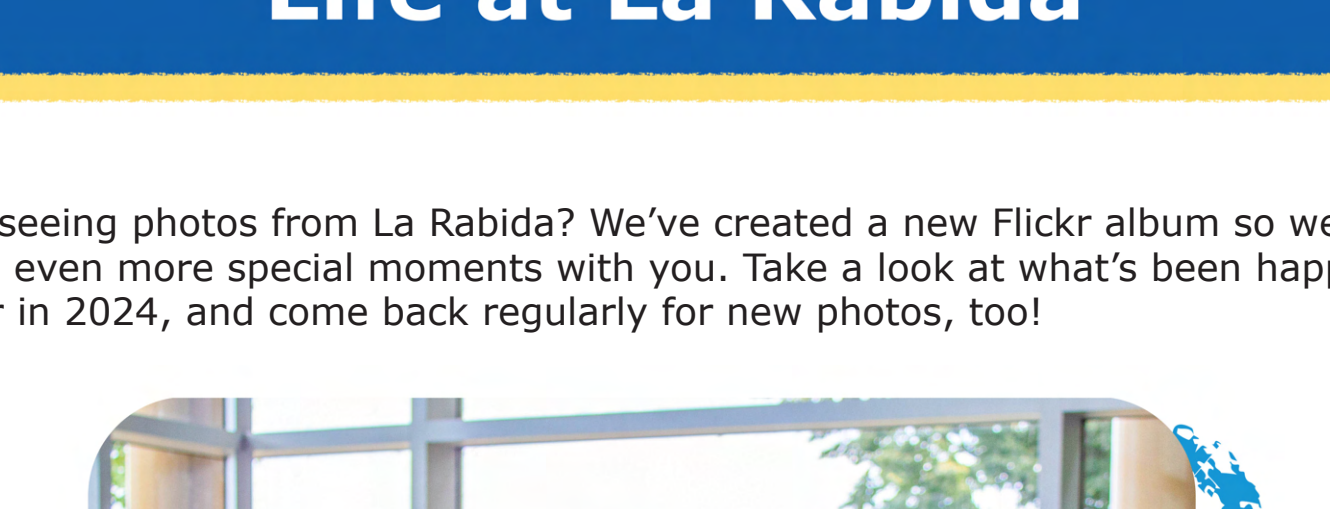 Life at La Rabida
seeing photos from La Rabida? We’ve created a new Flickr album so we
even more special moments with you. Take a look at what’s been
in 2024, and come back regularly for new photos, too!